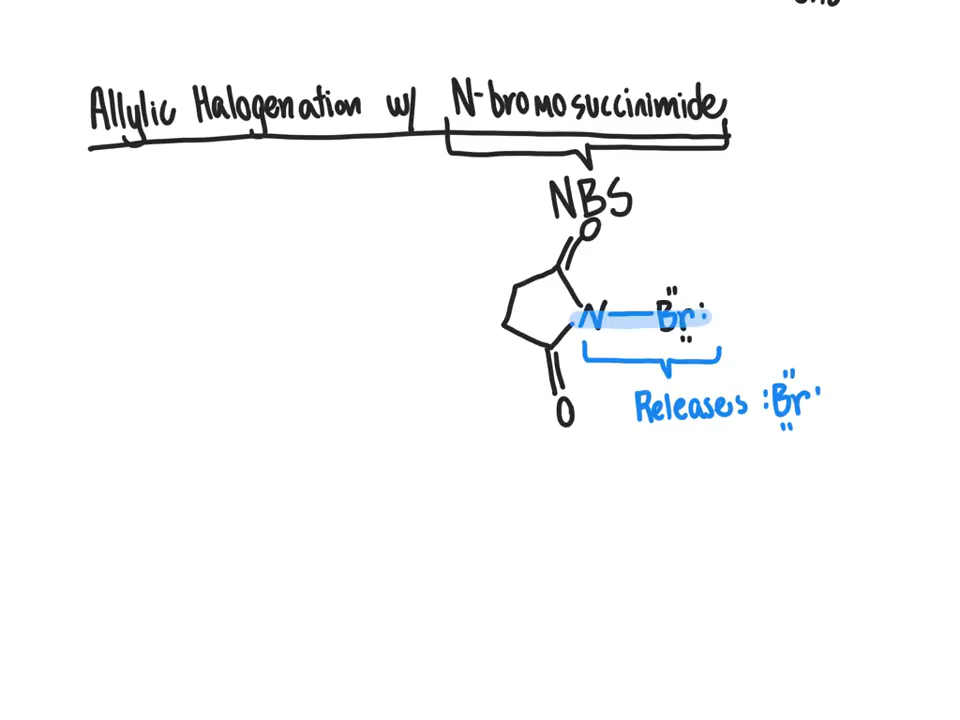 Allylic Halogenation w/ N-bromosuccinimide
NBS
O
N Br
Releases :Br·
O